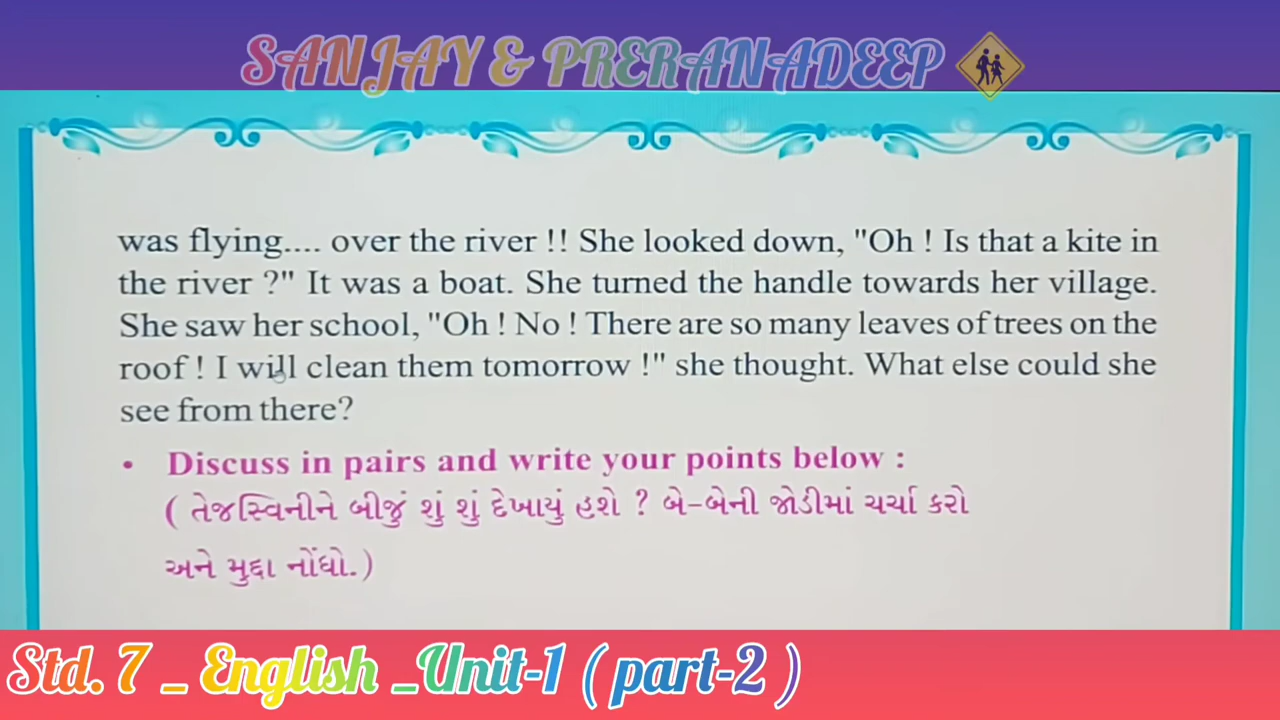 SANJAY & PRERANADEEP
was flying.... over the river !! She looked down, "Oh ! Is that a kite in
the river ?" It was a boat. She turned the handle towards her village.
She saw her school, "Oh ! No ! There are so many leaves of trees on the
roof ! I will clean them tomorrow !" she thought. What else could she
see from there?
• Discuss in pairs and write your points below :
( તેજસ્વિનીને બીજું શું શું દેખાયું હશે ? બે-બેની જોડીમાં ચર્ચા કરો
અને મુદ્દા નોંધો.)
Std. 7 _ English _Unit-1 ( part-2 )